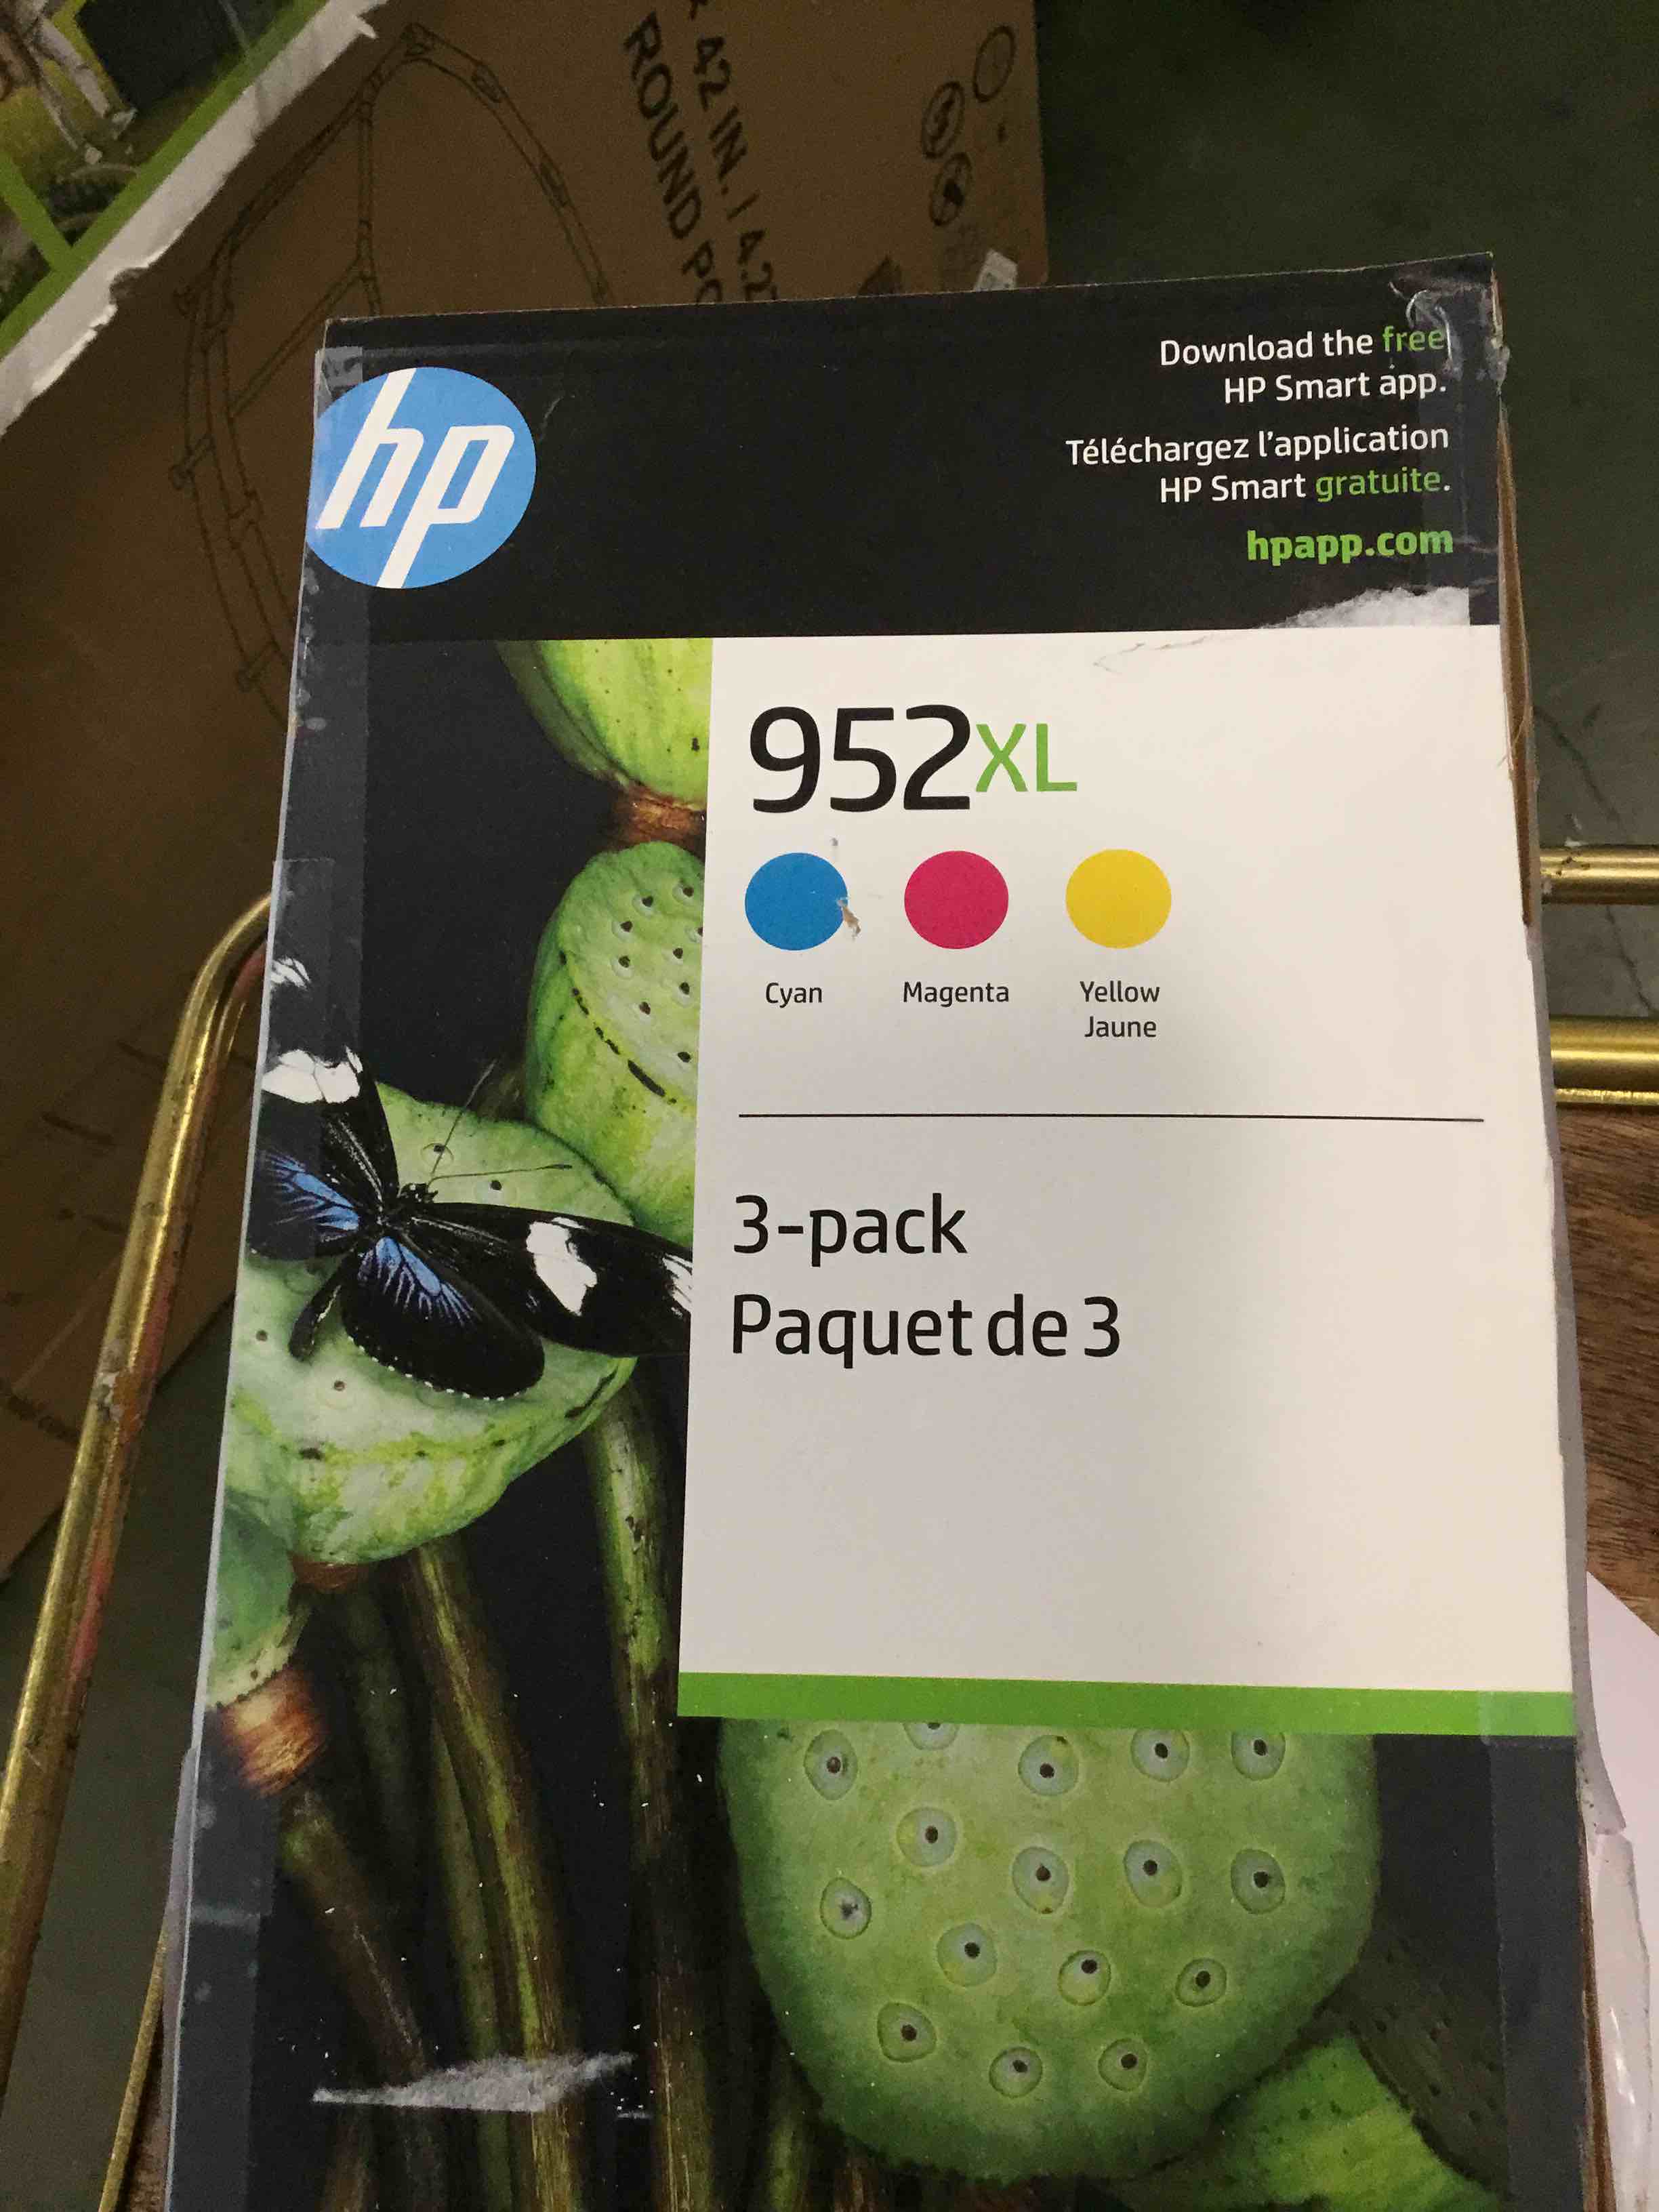 42 IN. | 4.27
ROUND
hp
Download the free
HP Smart app.
Téléchargez l'application
HP Smart gratuite.
hpapp.com
952XL
Cyan
Magenta
Yellow
Jaune
3-pack
Paquet de 3